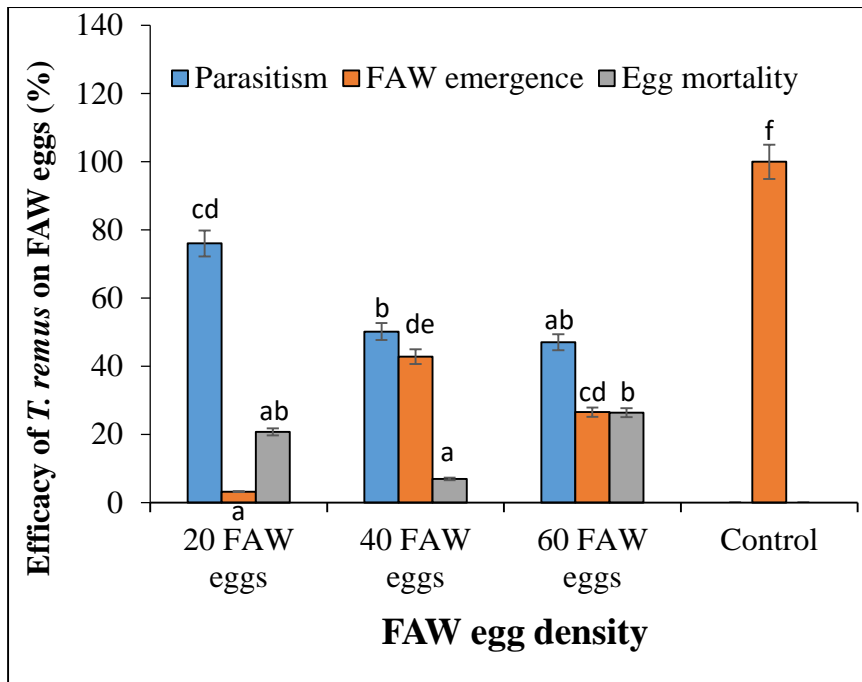 Efficacy of T. remus on FAW eggs (%)
140
120
100
80
60
40
20
0
Parasitism FAW emergence Egg mortality
cd
a
ab
b
de
a
ab
cd
b
f
20 FAW
eggs
40 FAW
eggs
60 FAW
eggs
Control
FAW egg density